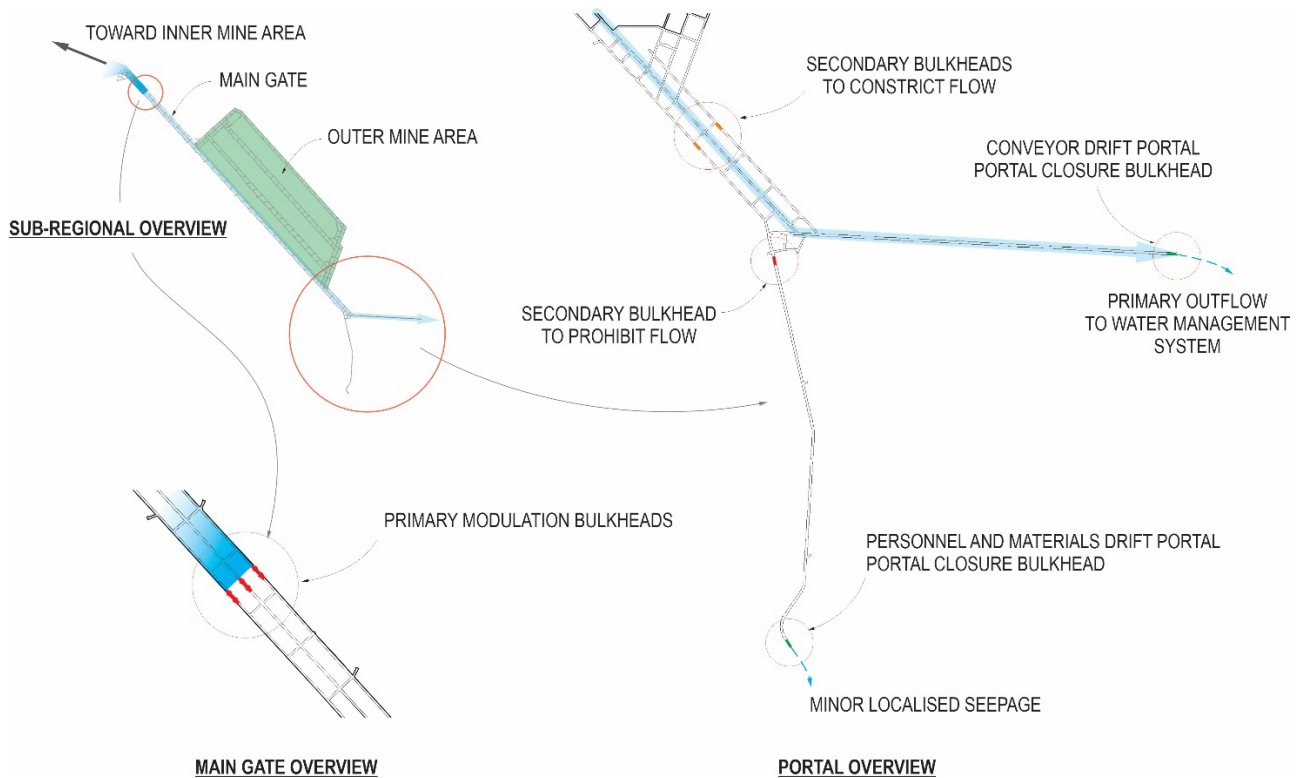 TOWARD INNER MINE AREA
MAIN GATE
OUTER MINE AREA
SUB-REGIONAL OVERVIEW
PRIMARY MODULATION BULKHEADS
MAIN GATE OVERVIEW
SECONDARY BULKHEADS
TO CONSTRICT FLOW
CONVEYOR DRIFT PORTAL
PORTAL CLOSURE BULKHEAD
SECONDARY BULKHEAD
TO PROHIBIT FLOW
PRIMARY OUTFLOW
TO WATER MANAGEMENT
SYSTEM
PERSONNEL AND MATERIALS DRIFT PORTAL
PORTAL CLOSURE BULKHEAD
MINOR LOCALISED SEEPAGE
PORTAL OVERVIEW